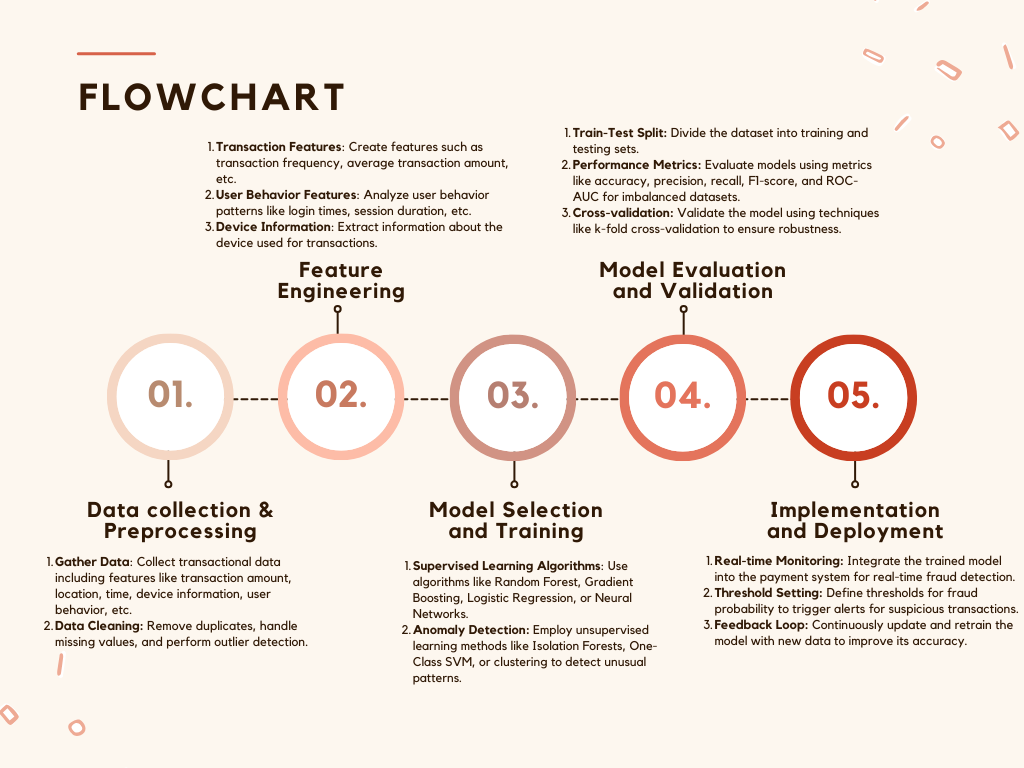 FLOWCHART
1. Transaction Features: Create features such as
transaction frequency, average transaction amount,
etc.
2. User Behavior Features: Analyze user behavior
patterns like login times, session duration, etc.
3. Device Information: Extract information about the
device used for transactions.
1. Train-Test Split: Divide the dataset into training and
testing sets.
2. Performance Metrics: Evaluate models using metrics
like accuracy, precision, recall, F1-score, and ROC-
AUC for imbalanced datasets.
3. Cross-validation: Validate the model using techniques
like k-fold cross-validation to ensure robustness.
Feature
Engineering
Model Evaluation
and Validation
01.
02.
03.
04.
05.
Data collection &
Preprocessing
1. Gather Data: Collect transactional data
including features like transaction amount,
location, time, device information, user
behavior, etc.
2. Data Cleaning: Remove duplicates, handle
missing values, and perform outlier detection.
Model Selection
and Training
1. Supervised Learning Algorithms: Use
algorithms like Random Forest, Gradient
Boosting, Logistic Regression, or Neural
Networks.
2. Anomaly Detection: Employ unsupervised
learning methods like Isolation Forests, One-
Class SVM, or clustering to detect unusual
patterns.
Implementation
and Deployment
1. Real-time Monitoring: Integrate the trained model
into the payment system for real-time fraud detection.
2. Threshold Setting: Define thresholds for fraud
probability to trigger alerts for suspicious transactions.
3. Feedback Loop: Continuously update and retrain the
model with new data to improve its accuracy.